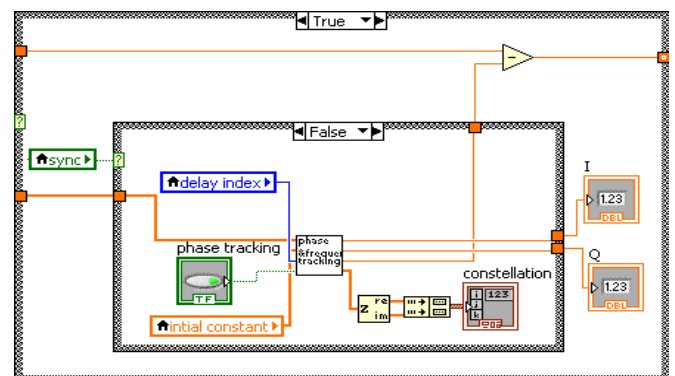 True
False
?
sync
?
delay index
I
1.23
DBL
phase tracking
TF
phase
&freque
tracking
Q
1.23
DBL
constellation
z
re
im
i
j
k
123
intial constant